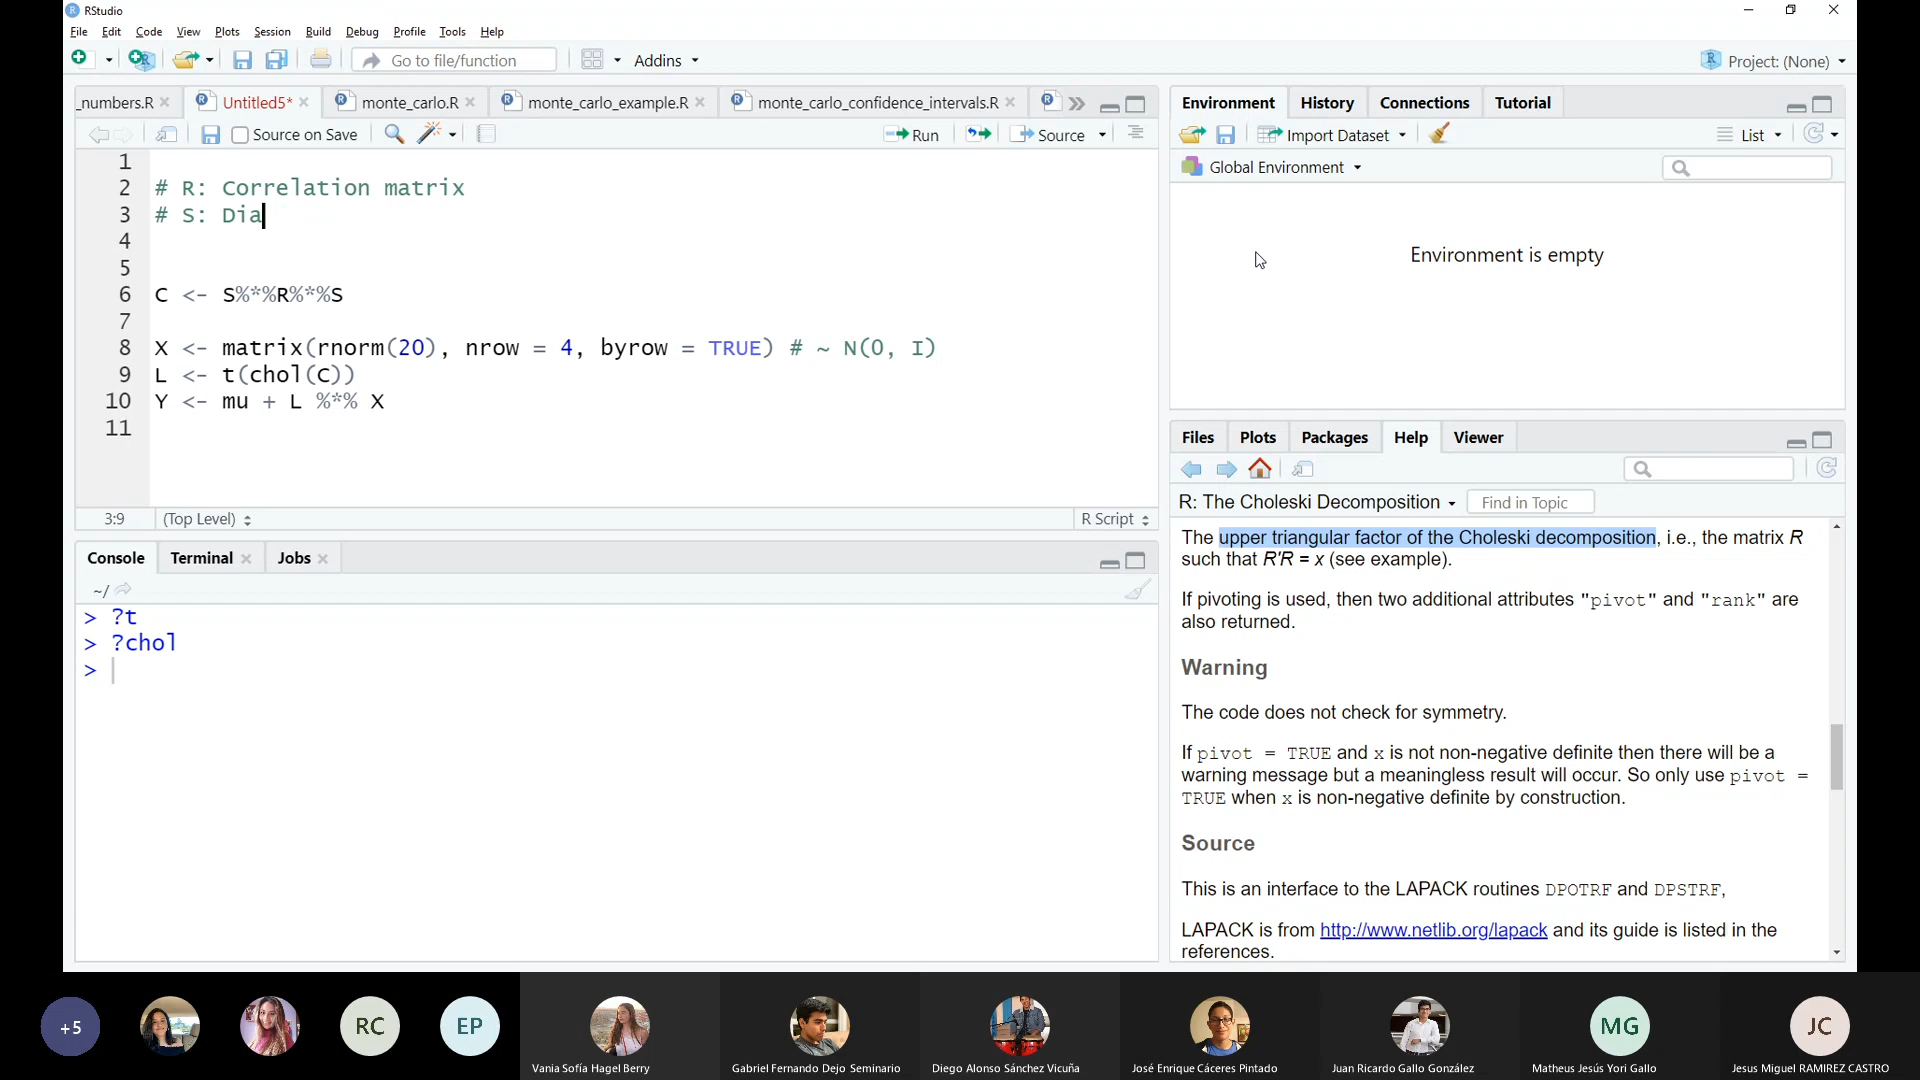 RStudio
File Edit Code View Plots Session Build Debug Profile Tools Help
Go to file/function Addins Project: (None)
_numbers.R Untitled5* monte_carlo.R monte_carlo_example.R monte_carlo_confidence_intervals.R
Source on Save Run Source
1
2 # R: Correlation matrix
3 # S: Dia
4
5
6 C <- S%*%R%*%S
7
8 X <- matrix(rnorm(20), nrow = 4, byrow = TRUE) # ~ N(0, I)
9 L <- t(chol(C))
10 Y <- mu + L %*% X
11
3:9 (Top Level) R Script
Console Terminal Jobs
~/
> ?t
> ?chol
>
Environment History Connections Tutorial
Import Dataset List
Global Environment
Environment is empty
Files Plots Packages Help Viewer
R: The Choleski Decomposition Find in Topic
The upper triangular factor of the Choleski decomposition, i.e., the matrix R
such that R'R = x (see example).
If pivoting is used, then two additional attributes "pivot" and "rank" are
also returned.
Warning
The code does not check for symmetry.
If pivot = TRUE and x is not non-negative definite then there will be a
warning message but a meaningless result will occur. So only use pivot =
TRUE when x is non-negative definite by construction.
Source
This is an interface to the LAPACK routines DPOTRF and DPSTRF,
LAPACK is from http://www.netlib.org/lapack and its guide is listed in the
references.
+5 RC EP MG JC
Vania Sofía Hagel Berry Gabriel Fernando Dejo Seminario Diego Alonso Sánchez Vicuña José Enrique Cáceres Pintado Juan Ricardo Gallo González Matheus Jesús Yori Gallo Jesus Miguel RAMIREZ CASTRO